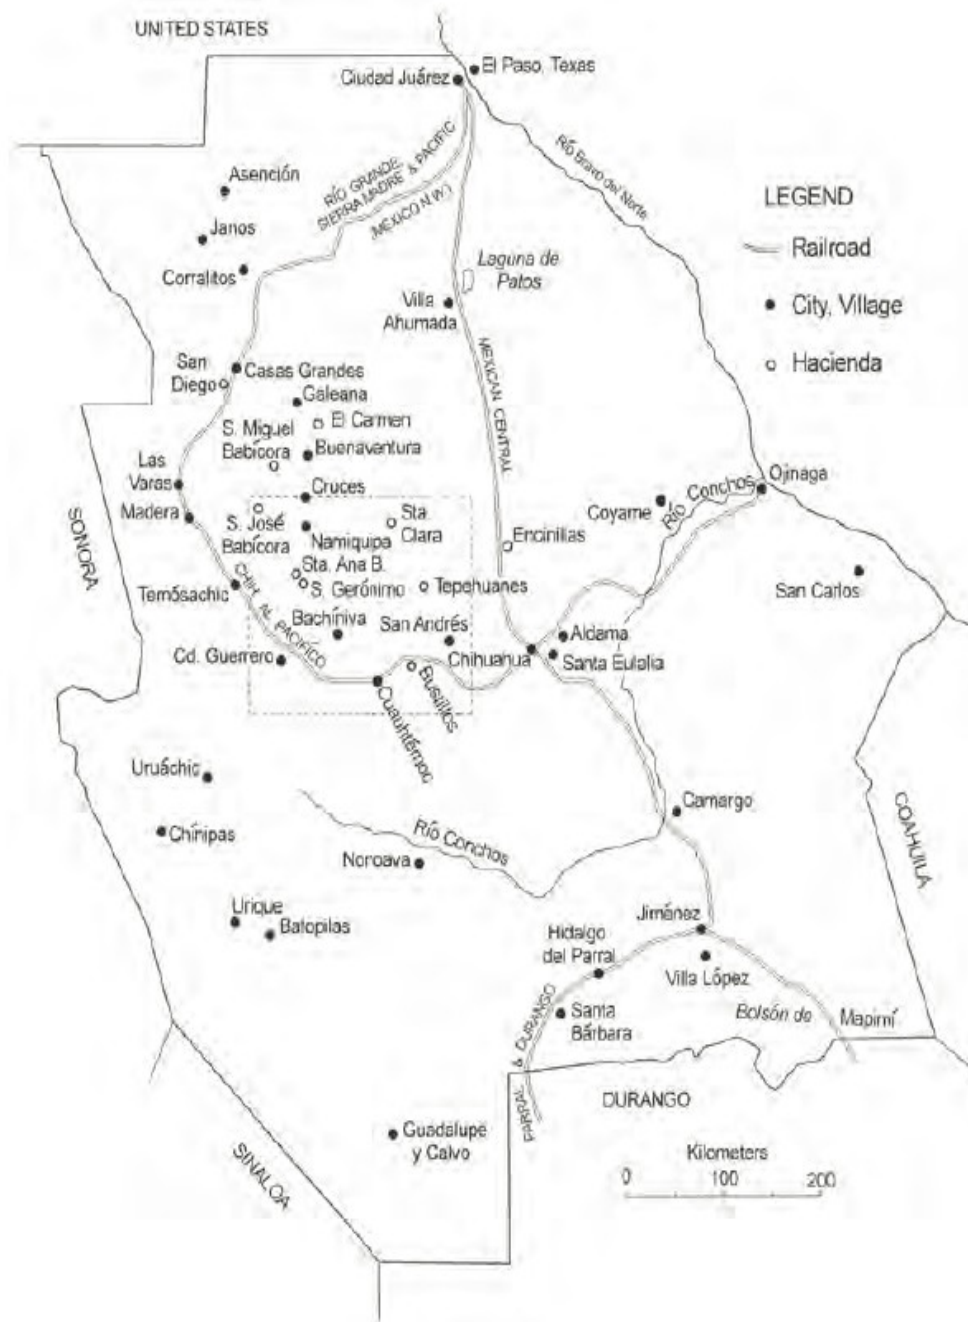 UNITED STATES
El Paso, Texas
Ciudad Juárez
RÍO GRANDE,
SIERRA MADRE & PACIFIC
(MEXICO N.W.)
Río Bravo del Norte
LEGEND
Railroad
City, Village
Hacienda
Asención
Janos
Corralitos
Laguna de
Patos
Villa
Ahumada
MEXICAN CENTRAL
San
Diego
Casas Grandes
Galeana
El Carmen
S. Miguel
Babícora
Buenaventura
Las
Varas
Madera
Cruces
S. José
Babícora
Namiquipa
Sta.
Clara
Encinillas
Coyame
RÍO
Conchos
Ojinaga
San Carlos
SONORA
Temósachic
CHIH AL PACÍFICO
Sta. Ana B.
S. Gerónimo
Tepehuanes
Bachíniva
San Andrés
Cd. Guerrero
Chihuahua
Aldama
Santa Eulalia
Bustillos
Cuauhtémoc
Uruáchic
Chínipas
Río Conchos
Noroava
Camargo
COAHUILA
Urique
Batopilas
Jiménez
Hidalgo
del Parral
Villa López
Santa
Bárbara
Bolsón de
Mapimí
PARRAL & DURANGO
DURANGO
Guadalupe
y Calvo
SINALOA
Kilometers
0 100 200